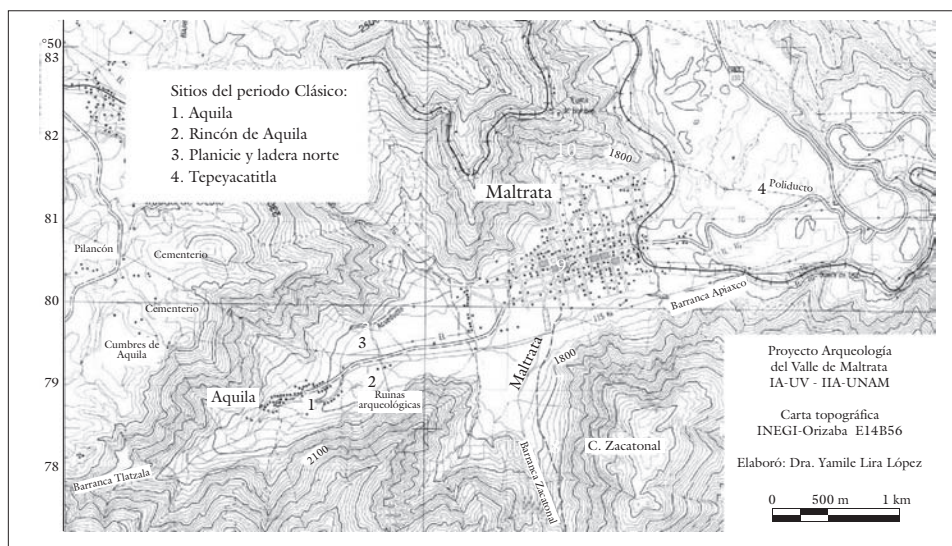 °50
83
82
81
80
79
78
Sitios del periodo Clásico:
1. Aquila
2. Rincón de Aquila
3. Planicie y ladera norte
4. Tepeyacatitla
1800
Maltrata
4 Poliducto
Pilancón
Cementerio
Cementerio
Barranca Apiaxco
Cumbres de
Aquila
3
Maltrata
1800
2
Ruinas
arqueológicas
Aquila
1
2100
Barranca Tlatzala
Barranca Zacatonal
C. Zacatonal
Proyecto Arqueología
del Valle de Maltrata
IA-UV - IIA-UNAM
Carta topográfica
INEGI-Orizaba E14B56
Elaboró: Dra. Yamile Lira López
0 500 m 1 km